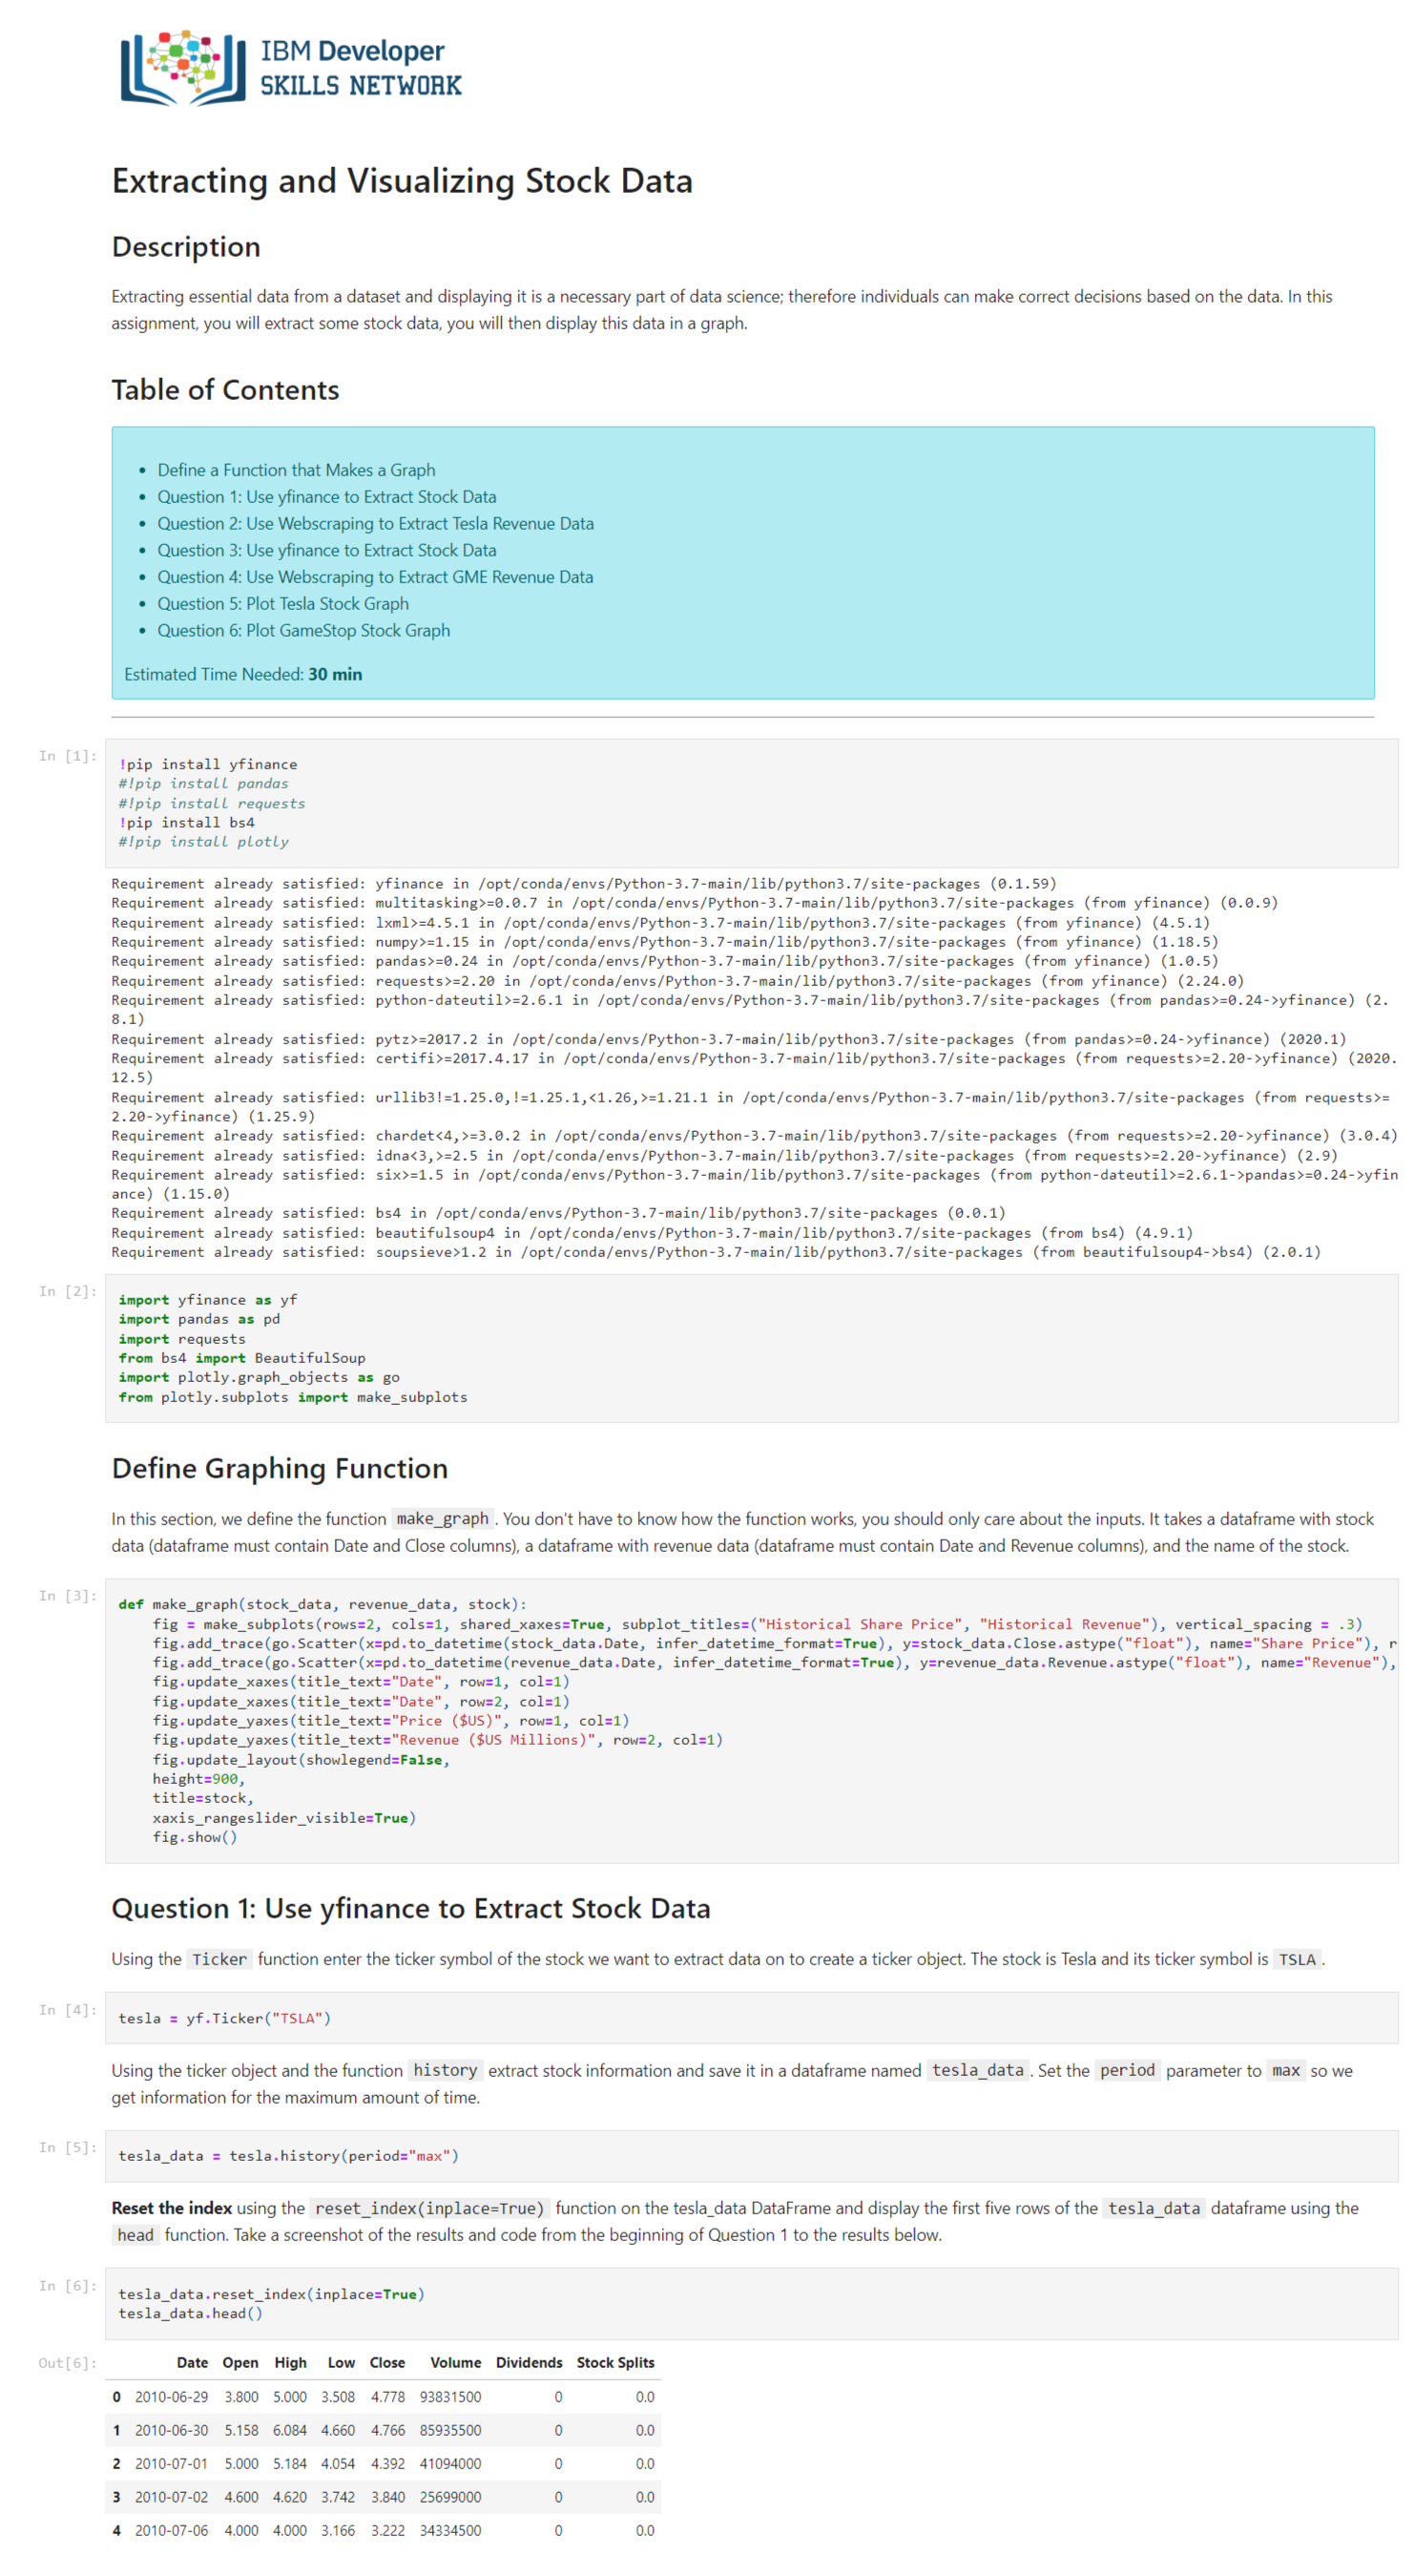 IBM Developer
SKILLS NETWORK
Extracting and Visualizing Stock Data
Description
Extracting essential data from a dataset and displaying it is a necessary part of data science; therefore individuals can make correct decisions based on the data. In this
assignment, you will extract some stock data, you will then display this data in a graph.
Table of Contents
• Define a Function that Makes a Graph
• Question 1: Use yfinance to Extract Stock Data
• Question 2: Use Webscraping to Extract Tesla Revenue Data
• Question 3: Use yfinance to Extract Stock Data
• Question 4: Use Webscraping to Extract GME Revenue Data
• Question 5: Plot Tesla Stock Graph
• Question 6: Plot GameStop Stock Graph
Estimated Time Needed: 30 min
In [1]:
!pip install yfinance
#!pip install pandas
#!pip install requests
!pip install bs4
#!pip install plotly
Requirement already satisfied: yfinance in /opt/conda/envs/Python-3.7-main/lib/python3.7/site-packages (0.1.59)
Requirement already satisfied: multitasking>=0.0.7 in /opt/conda/envs/Python-3.7-main/lib/python3.7/site-packages (from yfinance) (0.0.9)
Requirement already satisfied: lxml>=4.5.1 in /opt/conda/envs/Python-3.7-main/lib/python3.7/site-packages (from yfinance) (4.5.1)
Requirement already satisfied: numpy>=1.15 in /opt/conda/envs/Python-3.7-main/lib/python3.7/site-packages (from yfinance) (1.18.5)
Requirement already satisfied: pandas>=0.24 in /opt/conda/envs/Python-3.7-main/lib/python3.7/site-packages (from yfinance) (1.0.5)
Requirement already satisfied: requests>=2.20 in /opt/conda/envs/Python-3.7-main/lib/python3.7/site-packages (from yfinance) (2.24.0)
Requirement already satisfied: python-dateutil>=2.6.1 in /opt/conda/envs/Python-3.7-main/lib/python3.7/site-packages (from pandas>=0.24->yfinance) (2.
8.1)
Requirement already satisfied: pytz>=2017.2 in /opt/conda/envs/Python-3.7-main/lib/python3.7/site-packages (from pandas>=0.24->yfinance) (2020.1)
Requirement already satisfied: certifi>=2017.4.17 in /opt/conda/envs/Python-3.7-main/lib/python3.7/site-packages (from requests>=2.20->yfinance) (2020.
12.5)
Requirement already satisfied: urllib3!=1.25.0,!=1.25.1,<1.26,>=1.21.1 in /opt/conda/envs/Python-3.7-main/lib/python3.7/site-packages (from requests>=
2.20->yfinance) (1.25.9)
Requirement already satisfied: chardet<4,>=3.0.2 in /opt/conda/envs/Python-3.7-main/lib/python3.7/site-packages (from requests>=2.20->yfinance) (3.0.4)
Requirement already satisfied: idna<3,>=2.5 in /opt/conda/envs/Python-3.7-main/lib/python3.7/site-packages (from requests>=2.20->yfinance) (2.9)
Requirement already satisfied: six>=1.5 in /opt/conda/envs/Python-3.7-main/lib/python3.7/site-packages (from python-dateutil>=2.6.1->pandas>=0.24->yfin
ance) (1.15.0)
Requirement already satisfied: bs4 in /opt/conda/envs/Python-3.7-main/lib/python3.7/site-packages (0.0.1)
Requirement already satisfied: beautifulsoup4 in /opt/conda/envs/Python-3.7-main/lib/python3.7/site-packages (from bs4) (4.9.1)
Requirement already satisfied: soupsieve>1.2 in /opt/conda/envs/Python-3.7-main/lib/python3.7/site-packages (from beautifulsoup4->bs4) (2.0.1)
In [2]:
import yfinance as yf
import pandas as pd
import requests
from bs4 import BeautifulSoup
import plotly.graph_objects as go
from plotly.subplots import make_subplots
Define Graphing Function
In this section, we define the function make_graph. You don't have to know how the function works, you should only care about the inputs. It takes a dataframe with stock
data (dataframe must contain Date and Close columns), a dataframe with revenue data (dataframe must contain Date and Revenue columns), and the name of the stock.
In [3]:
def make_graph(stock_data, revenue_data, stock):
    fig = make_subplots(rows=2, cols=1, shared_xaxes=True, subplot_titles=("Historical Share Price", "Historical Revenue"), vertical_spacing = .3)
    fig.add_trace(go.Scatter(x=pd.to_datetime(stock_data.Date, infer_datetime_format=True), y=stock_data.Close.astype("float"), name="Share Price"), r
    fig.add_trace(go.Scatter(x=pd.to_datetime(revenue_data.Date, infer_datetime_format=True), y=revenue_data.Revenue.astype("float"), name="Revenue"),
    fig.update_xaxes(title_text="Date", row=1, col=1)
    fig.update_xaxes(title_text="Date", row=2, col=1)
    fig.update_yaxes(title_text="Price ($US)", row=1, col=1)
    fig.update_yaxes(title_text="Revenue ($US Millions)", row=2, col=1)
    fig.update_layout(showlegend=False,
    height=900,
    title=stock,
    xaxis_rangeslider_visible=True)
    fig.show()
Question 1: Use yfinance to Extract Stock Data
Using the Ticker function enter the ticker symbol of the stock we want to extract data on to create a ticker object. The stock is Tesla and its ticker symbol is TSLA.
In [4]:
tesla = yf.Ticker("TSLA")
Using the ticker object and the function history extract stock information and save it in a dataframe named tesla_data. Set the period parameter to max so we
get information for the maximum amount of time.
In [5]:
tesla_data = tesla.history(period="max")
Reset the index using the reset_index(inplace=True) function on the tesla_data DataFrame and display the first five rows of the tesla_data dataframe using the
head function. Take a screenshot of the results and code from the beginning of Question 1 to the results below.
In [6]:
tesla_data.reset_index(inplace=True)
tesla_data.head()
Out[6]:
Date Open High Low Close Volume Dividends Stock Splits
0 2010-06-29 3.800 5.000 3.508 4.778 93831500 0 0.0
1 2010-06-30 5.158 6.084 4.660 4.766 85935500 0 0.0
2 2010-07-01 5.000 5.184 4.054 4.392 41094000 0 0.0
3 2010-07-02 4.600 4.620 3.742 3.840 25699000 0 0.0
4 2010-07-06 4.000 4.000 3.166 3.222 34334500 0 0.0